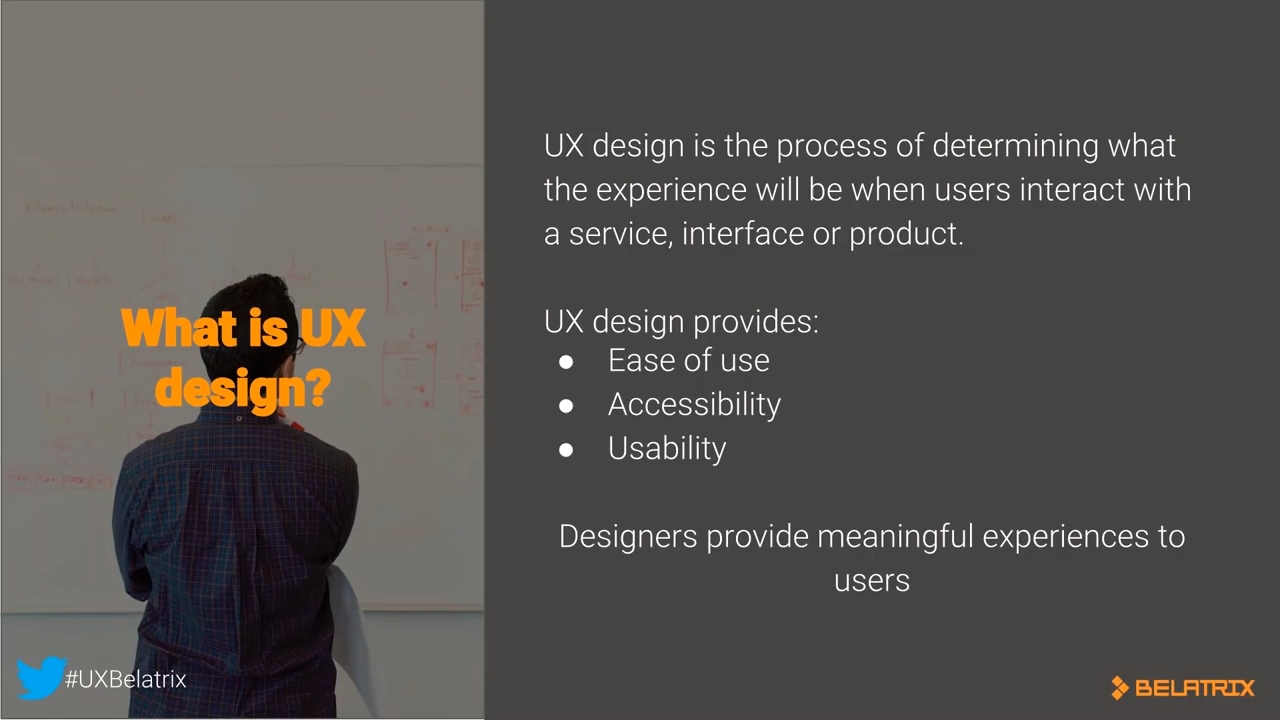 What is UX
design?
UX design is the process of determining what
the experience will be when users interact with
a service, interface or product.
UX design provides:
● Ease of use
● Accessibility
● Usability
Designers provide meaningful experiences to
users
#UXBelatrix
BELATRIX